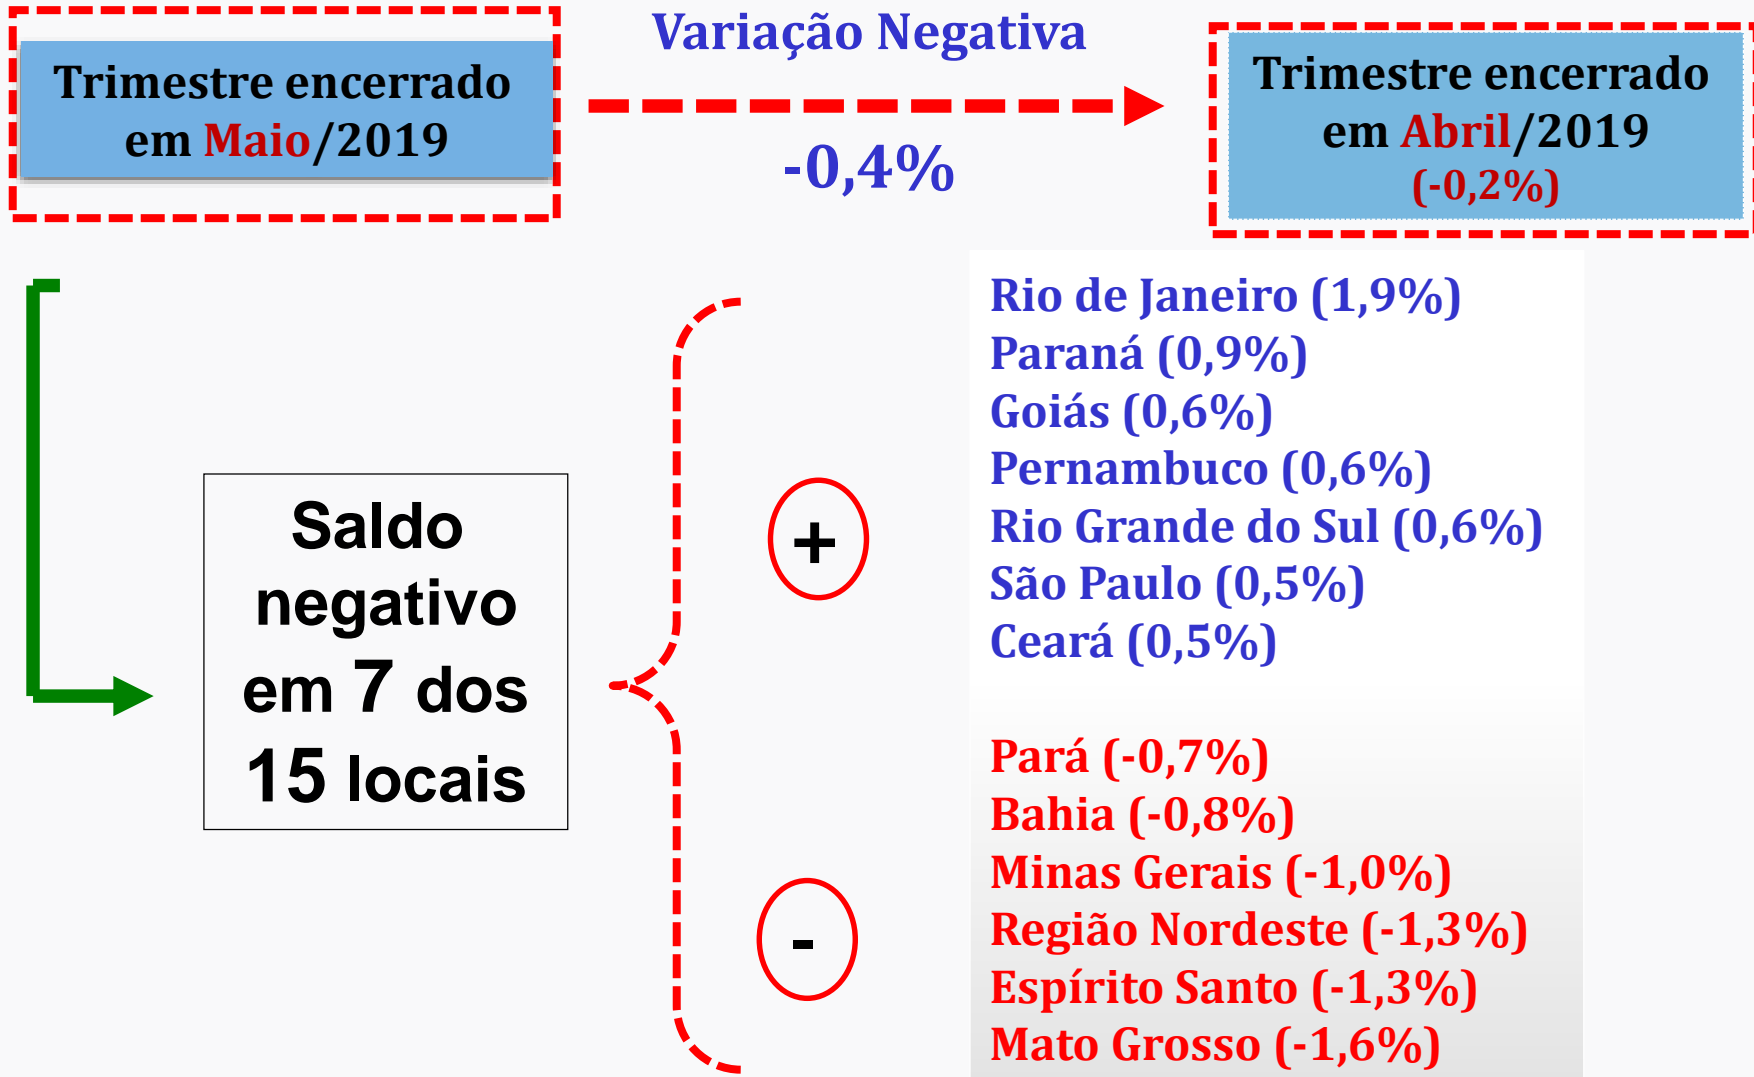 Trimestre encerrado
em Maio/2019
Variação Negativa
-0,4%
Trimestre encerrado
em Abril/2019
(-0,2%)
Saldo
negativo
em 7 dos
15 locais
+
Rio de Janeiro (1,9%)
Paraná (0,9%)
Goiás (0,6%)
Pernambuco (0,6%)
Rio Grande do Sul (0,6%)
São Paulo (0,5%)
Ceará (0,5%)
-
Pará (-0,7%)
Bahia (-0,8%)
Minas Gerais (-1,0%)
Região Nordeste (-1,3%)
Espírito Santo (-1,3%)
Mato Grosso (-1,6%)